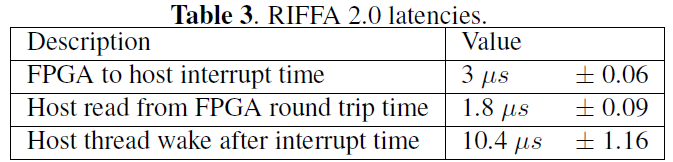 Table 3. RIFFA 2.0 latencies.
Description Value
FPGA to host interrupt time 3 μs ± 0.06
Host read from FPGA round trip time 1.8 μs ± 0.09
Host thread wake after interrupt time 10.4 μs ± 1.16